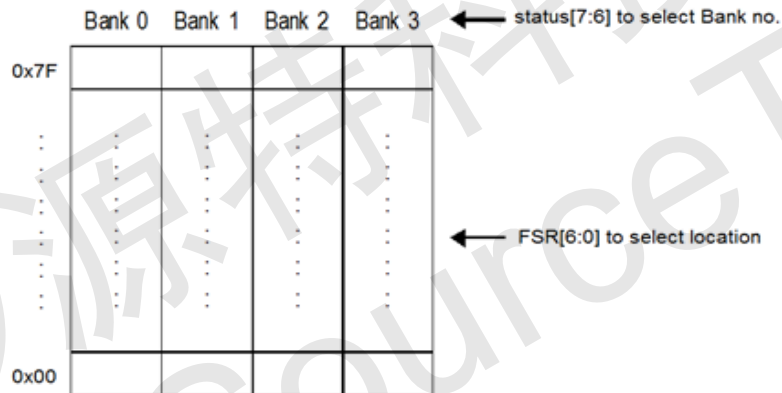 Bank 0 Bank 1 Bank 2 Bank 3 status[7:6] to select Bank no.
0x7F
FSR[6:0] to select location
0x00
源特科
ource T